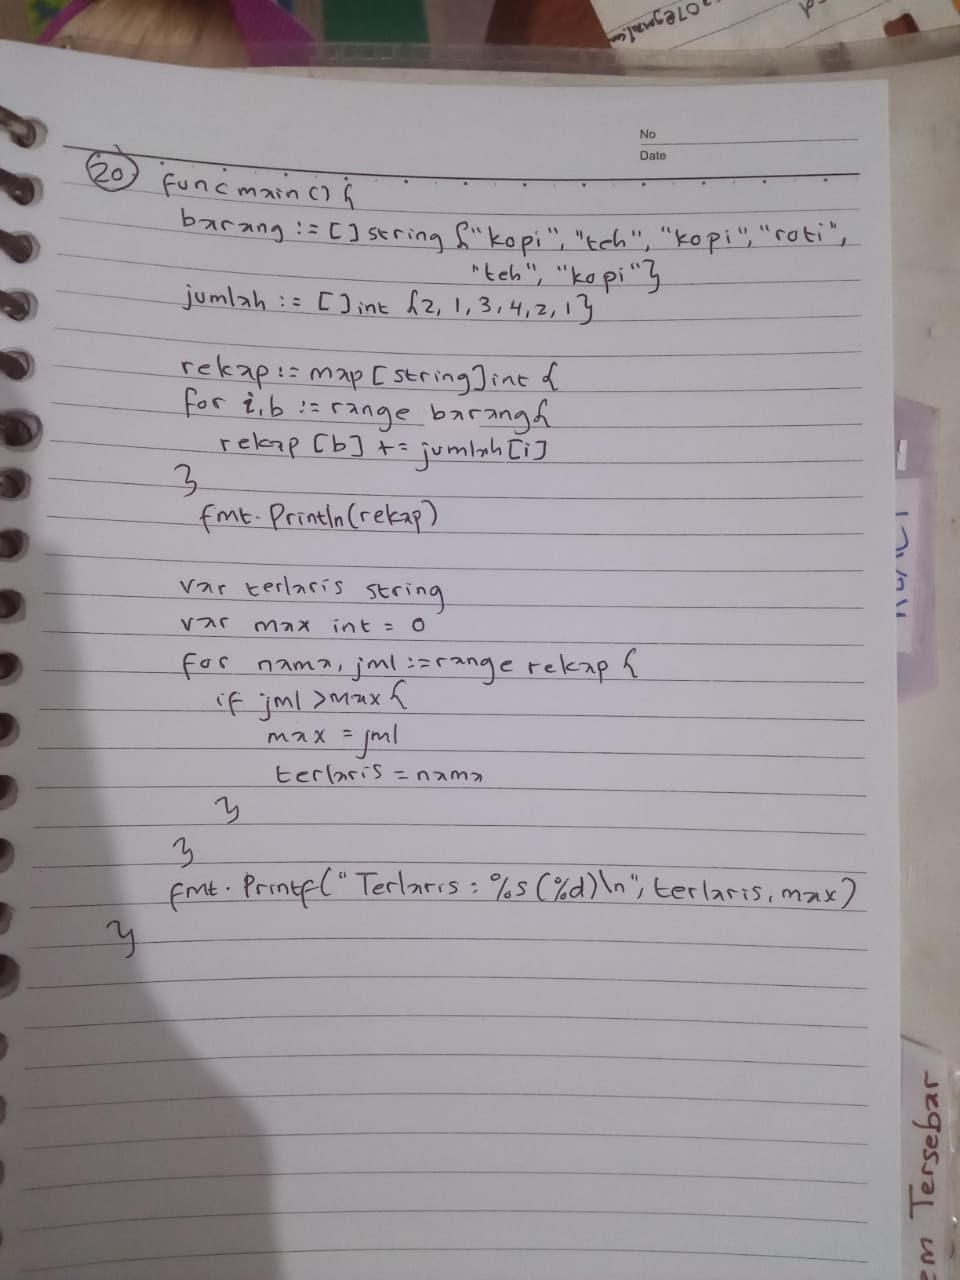 No
Date
20
func main() {
barang := []string {"kopi", "teh", "kopi", "roti",
"teh", "kopi"}
jumlah := []int {2, 1, 3, 4, 2, 1}
rekap := map[string]int {
for i, b := range barang {
rekap [b] += jumlah[i]
}
fmt.Println(rekap)
var terlaris string
var max int = 0
for nama, jml := range rekap {
if jml > max {
max = jml
terlaris = nama
}
}
fmt.Printf("Terlaris : %s (%d)\n", terlaris, max)
}
em Tersebar